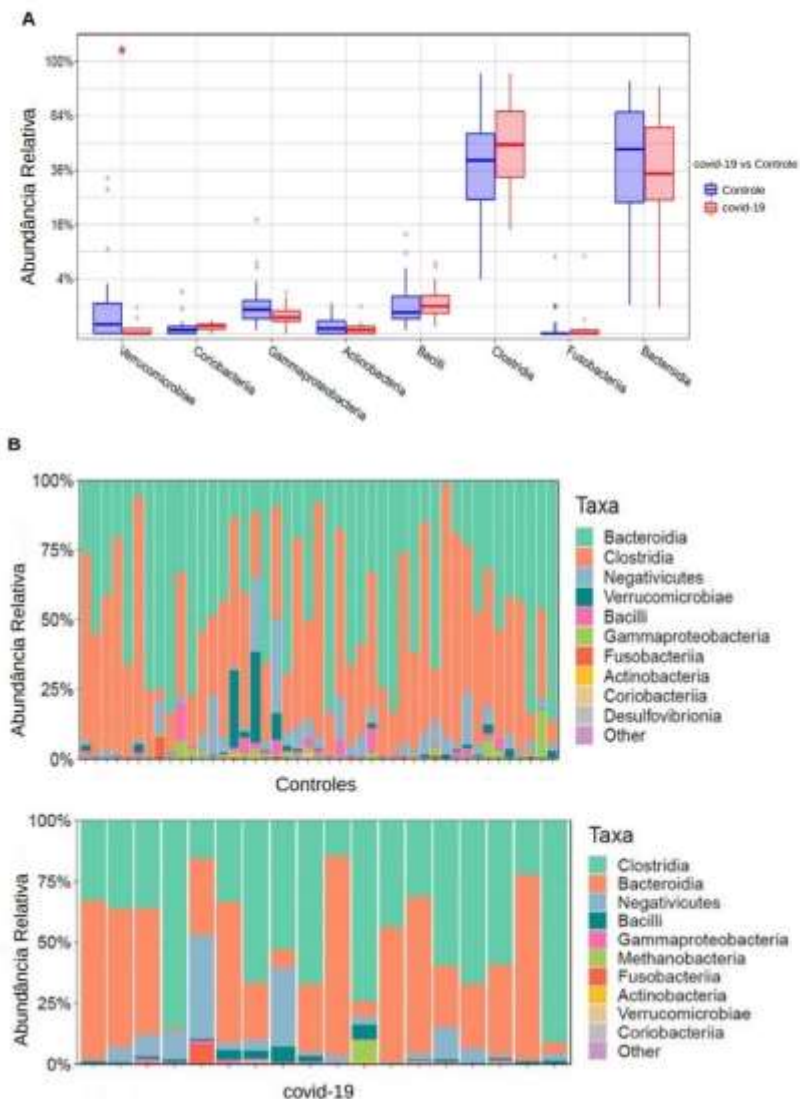 A
Abundância Relativa
100%
64%
36%
16%
4%
Verrucomicrobiae
Coriobacteriia
Gammaproteobacteria
Actinobacteria
Bacilli
Clostridia
Fusobacteriia
Bacteroidia
covid-19 vs Controle
Controle
covid-19
B
Abundância Relativa
100%
75%
50%
25%
0%
Controles
Taxa
Bacteroidia
Clostridia
Negativicutes
Verrucomicrobiae
Bacilli
Gammaproteobacteria
Fusobacteriia
Actinobacteria
Coriobacteriia
Desulfovibrionia
Other
Abundância Relativa
100%
75%
50%
25%
0%
covid-19
Taxa
Clostridia
Bacteroidia
Negativicutes
Bacilli
Gammaproteobacteria
Methanobacteria
Fusobacteriia
Actinobacteria
Verrucomicrobiae
Coriobacteriia
Other